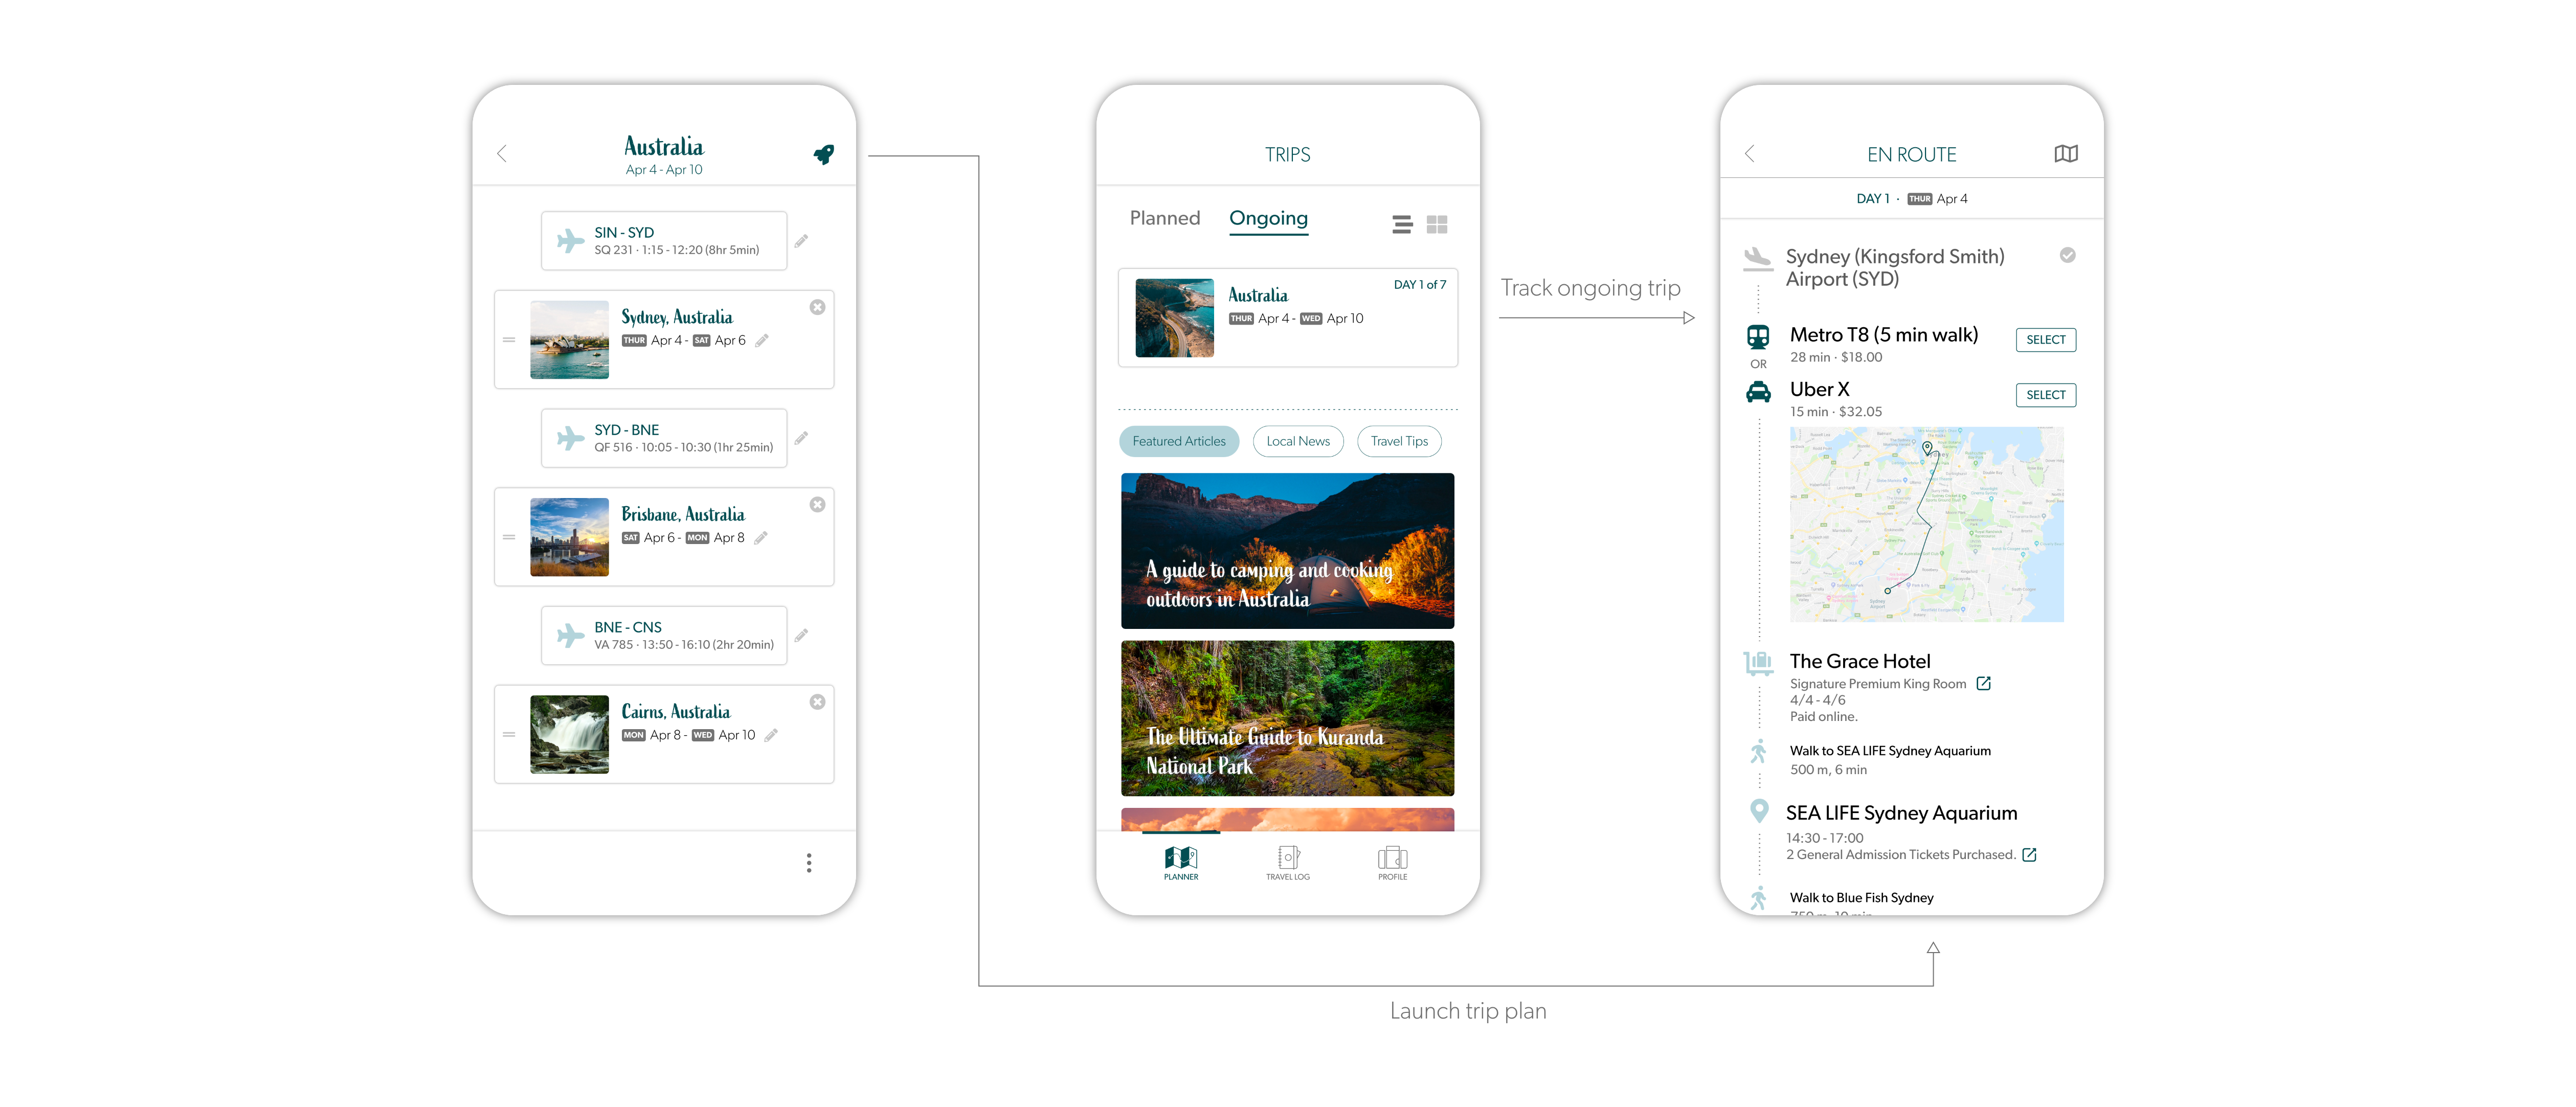 Australia
Apr 4 - Apr 10
SIN - SYD
SQ 231 · 1:15 - 12:20 (8hr 5min)
Sydney, Australia
THUR Apr 4 - SAT Apr 6
SYD - BNE
QF 516 · 10:05 - 10:30 (1hr 25min)
Brisbane, Australia
SAT Apr 6 - MON Apr 8
BNE - CNS
VA 785 · 13:50 - 16:10 (2hr 20min)
Cairns, Australia
MON Apr 8 - WED Apr 10
TRIPS
Planned Ongoing
DAY 1 of 7
Australia
THUR Apr 4 - WED Apr 10
Featured Articles Local News Travel Tips
A guide to camping and cooking
outdoors in Australia
The Ultimate Guide to Kuranda
National Park
PLANNER TRAVEL LOG PROFILE
Track ongoing trip
Launch trip plan
EN ROUTE
DAY 1 · THUR Apr 4
Sydney (Kingsford Smith)
Airport (SYD)
Metro T8 (5 min walk)
28 min · $18.00
SELECT
OR
Uber X
15 min · $32.05
SELECT
The Grace Hotel
Signature Premium King Room
4/4 - 4/6
Paid online.
Walk to SEA LIFE Sydney Aquarium
500 m, 6 min
SEA LIFE Sydney Aquarium
14:30 - 17:00
2 General Admission Tickets Purchased.
Walk to Blue Fish Sydney
750 m, 10 min